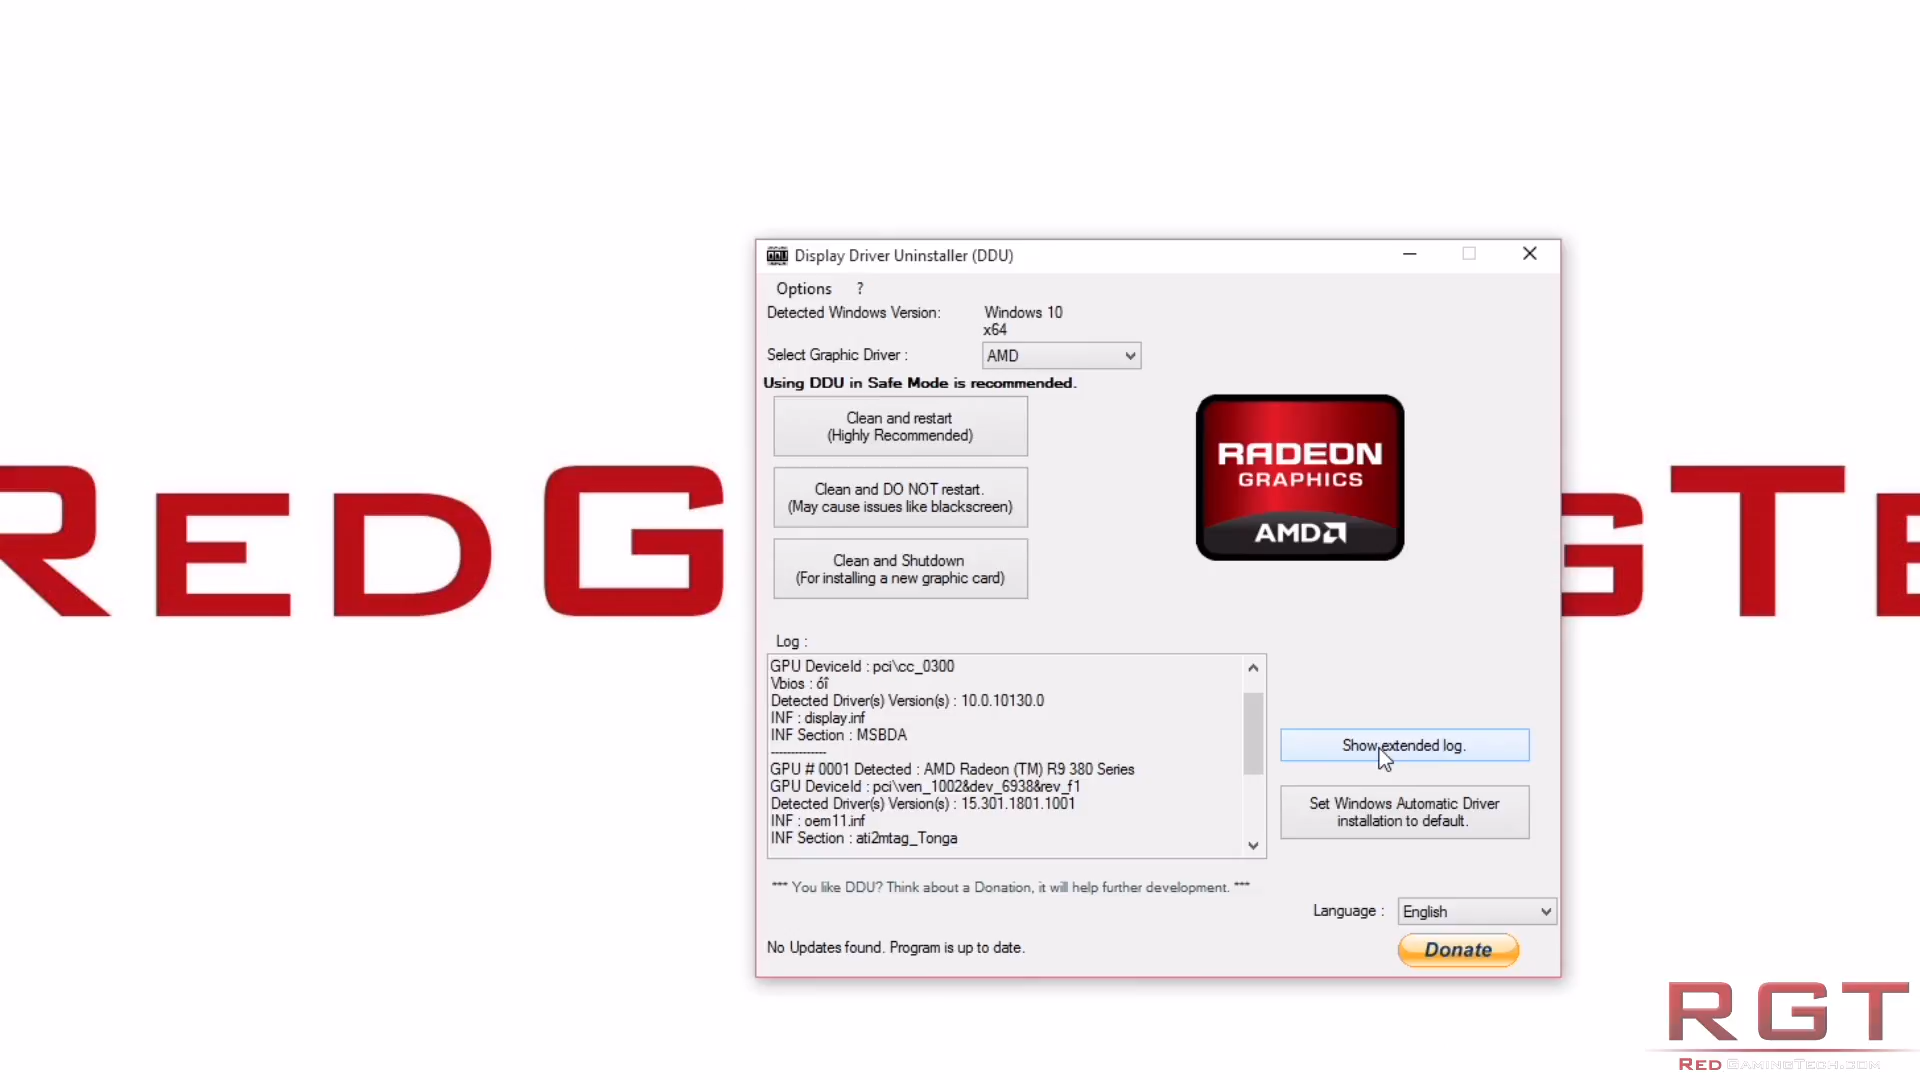 REDG
GTE
Display Driver Uninstaller (DDU)
Options ?
Detected Windows Version: Windows 10
x64
Select Graphic Driver : AMD
Using DDU in Safe Mode is recommended.
Clean and restart
(Highly Recommended)
Clean and DO NOT restart.
(May cause issues like blackscreen)
Clean and Shutdown
(For installing a new graphic card)
RADEON
GRAPHICS
AMD
Log :
GPU DeviceId : pci\cc_0300
Vbios : óî
Detected Driver(s) Version(s) : 10.0.10130.0
INF : display.inf
INF Section : MSBDA
--------------
GPU # 0001 Detected : AMD Radeon (TM) R9 380 Series
GPU DeviceId : pci\ven_1002&dev_6938&rev_f1
Detected Driver(s) Version(s) : 15.301.1801.1001
INF : oem11.inf
INF Section : ati2mtag_Tonga
Show extended log.
Set Windows Automatic Driver
installation to default.
*** You like DDU? Think about a Donation, it will help further development. ***
Language : English
No Updates found. Program is up to date.
Donate
RGT
RED GAMINGTECH.COM